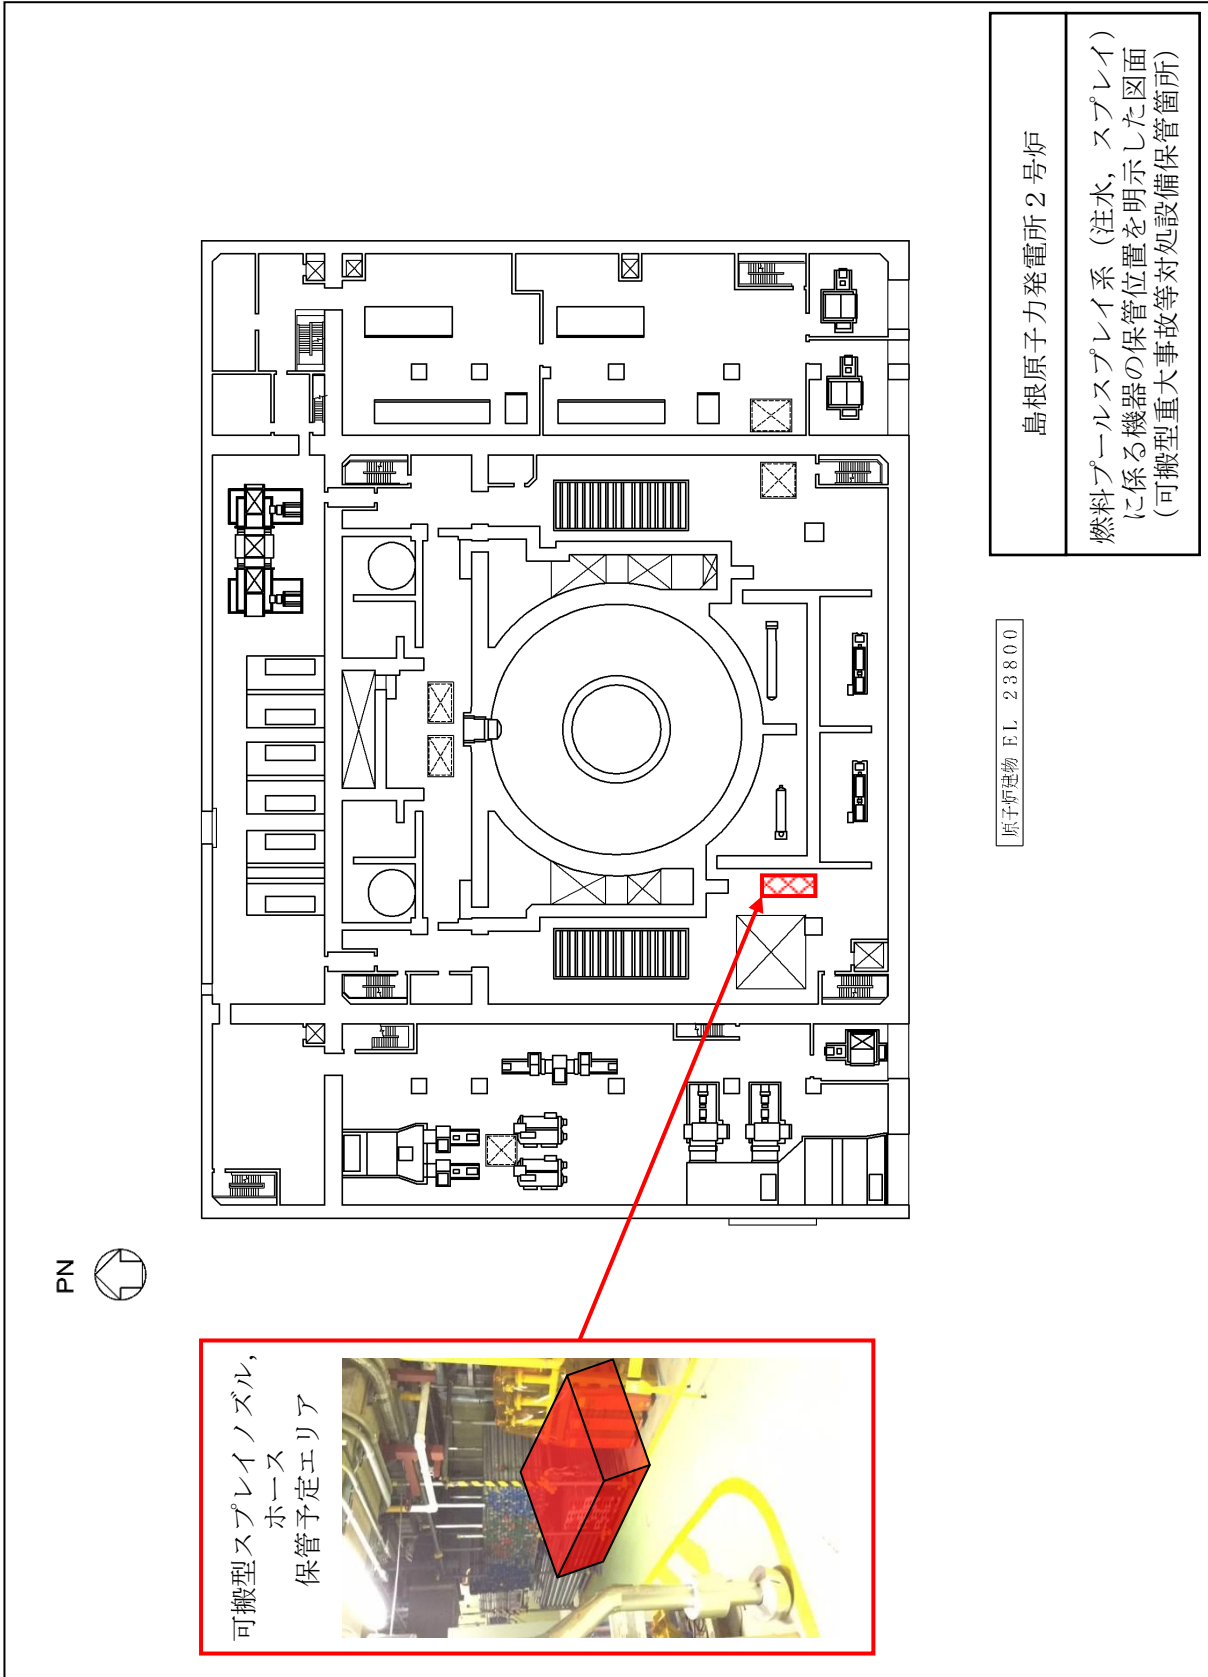 可搬型スプレイノズル,
ホース
保管予定エリア
PN
原子炉建物 EL 23800
島根原子力発電所2号炉
燃料プールスプレイ系（注水，スプレイ）
に係る機器の保管位置を明示した図面
（可搬型重大事故等対処設備保管箇所）